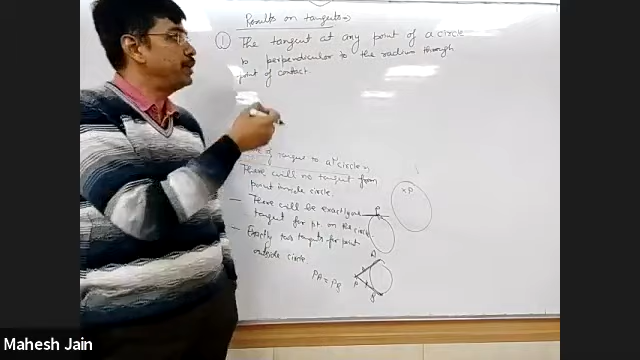 Results on tangents →
① The tangent at any point of a circle
is perpendicular to the radius through
point of contact.
of tangent to a circle
There will no tangent from
point inside circle.
- There will be exactly one
tangent for pt on the circle
- Exactly two tangents for point
outside circle.
PA = PB
×P
P
A
P
B
Mahesh Jain